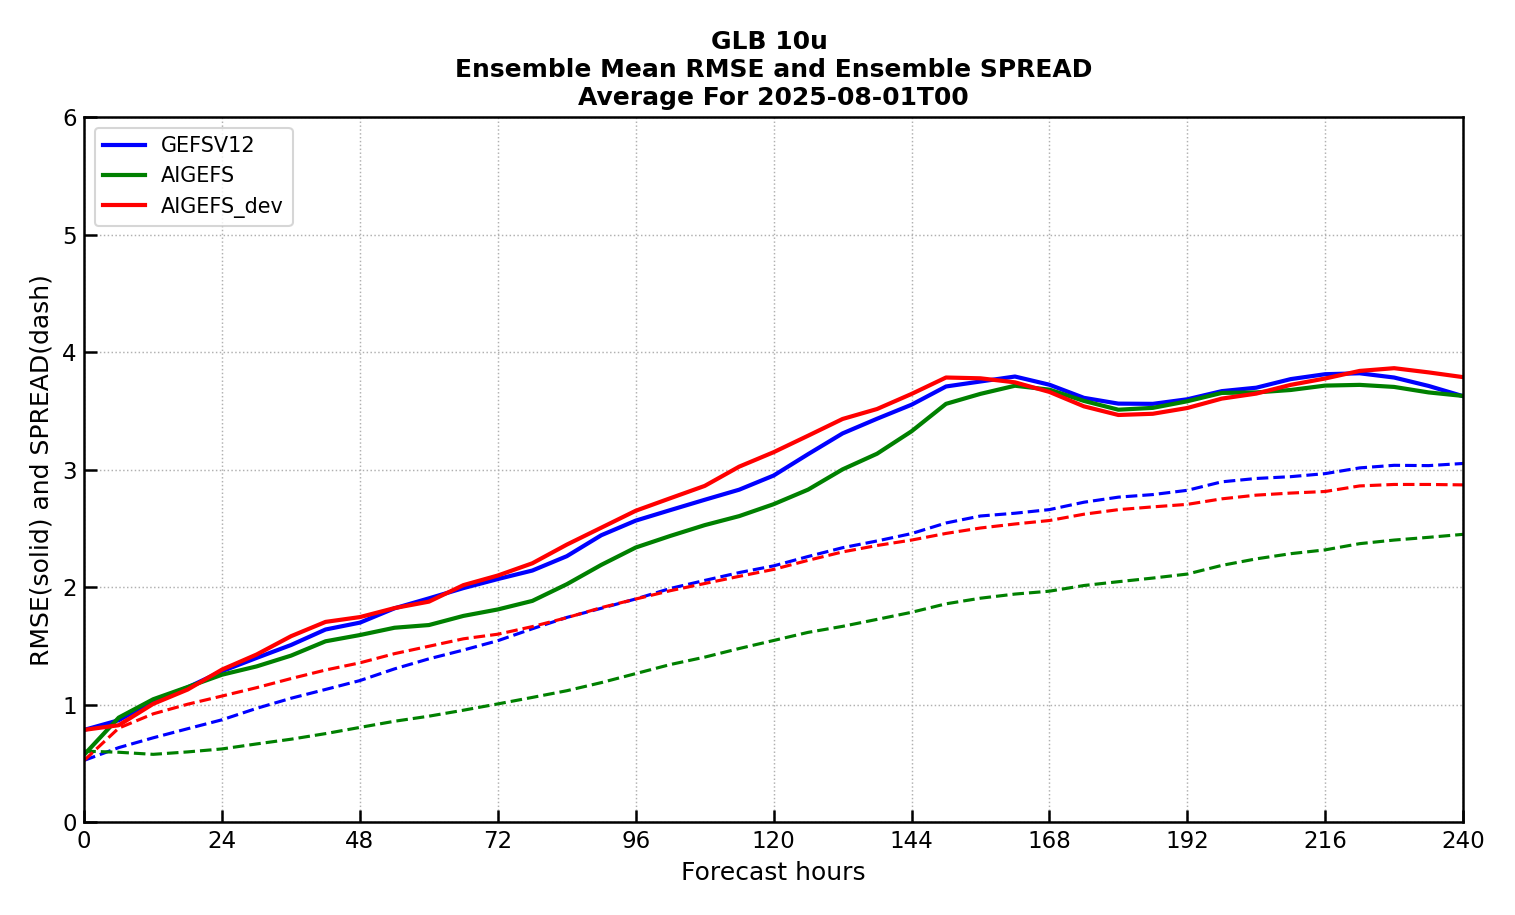 GLB 10u
Ensemble Mean RMSE and Ensemble SPREAD
Average For 2025-08-01T00
GEFSV12
AIGEFS
AIGEFS_dev
RMSE(solid) and SPREAD(dash)
6
5
4
3
2
1
0
0 24 48 72 96 120 144 168 192 216 240
Forecast hours